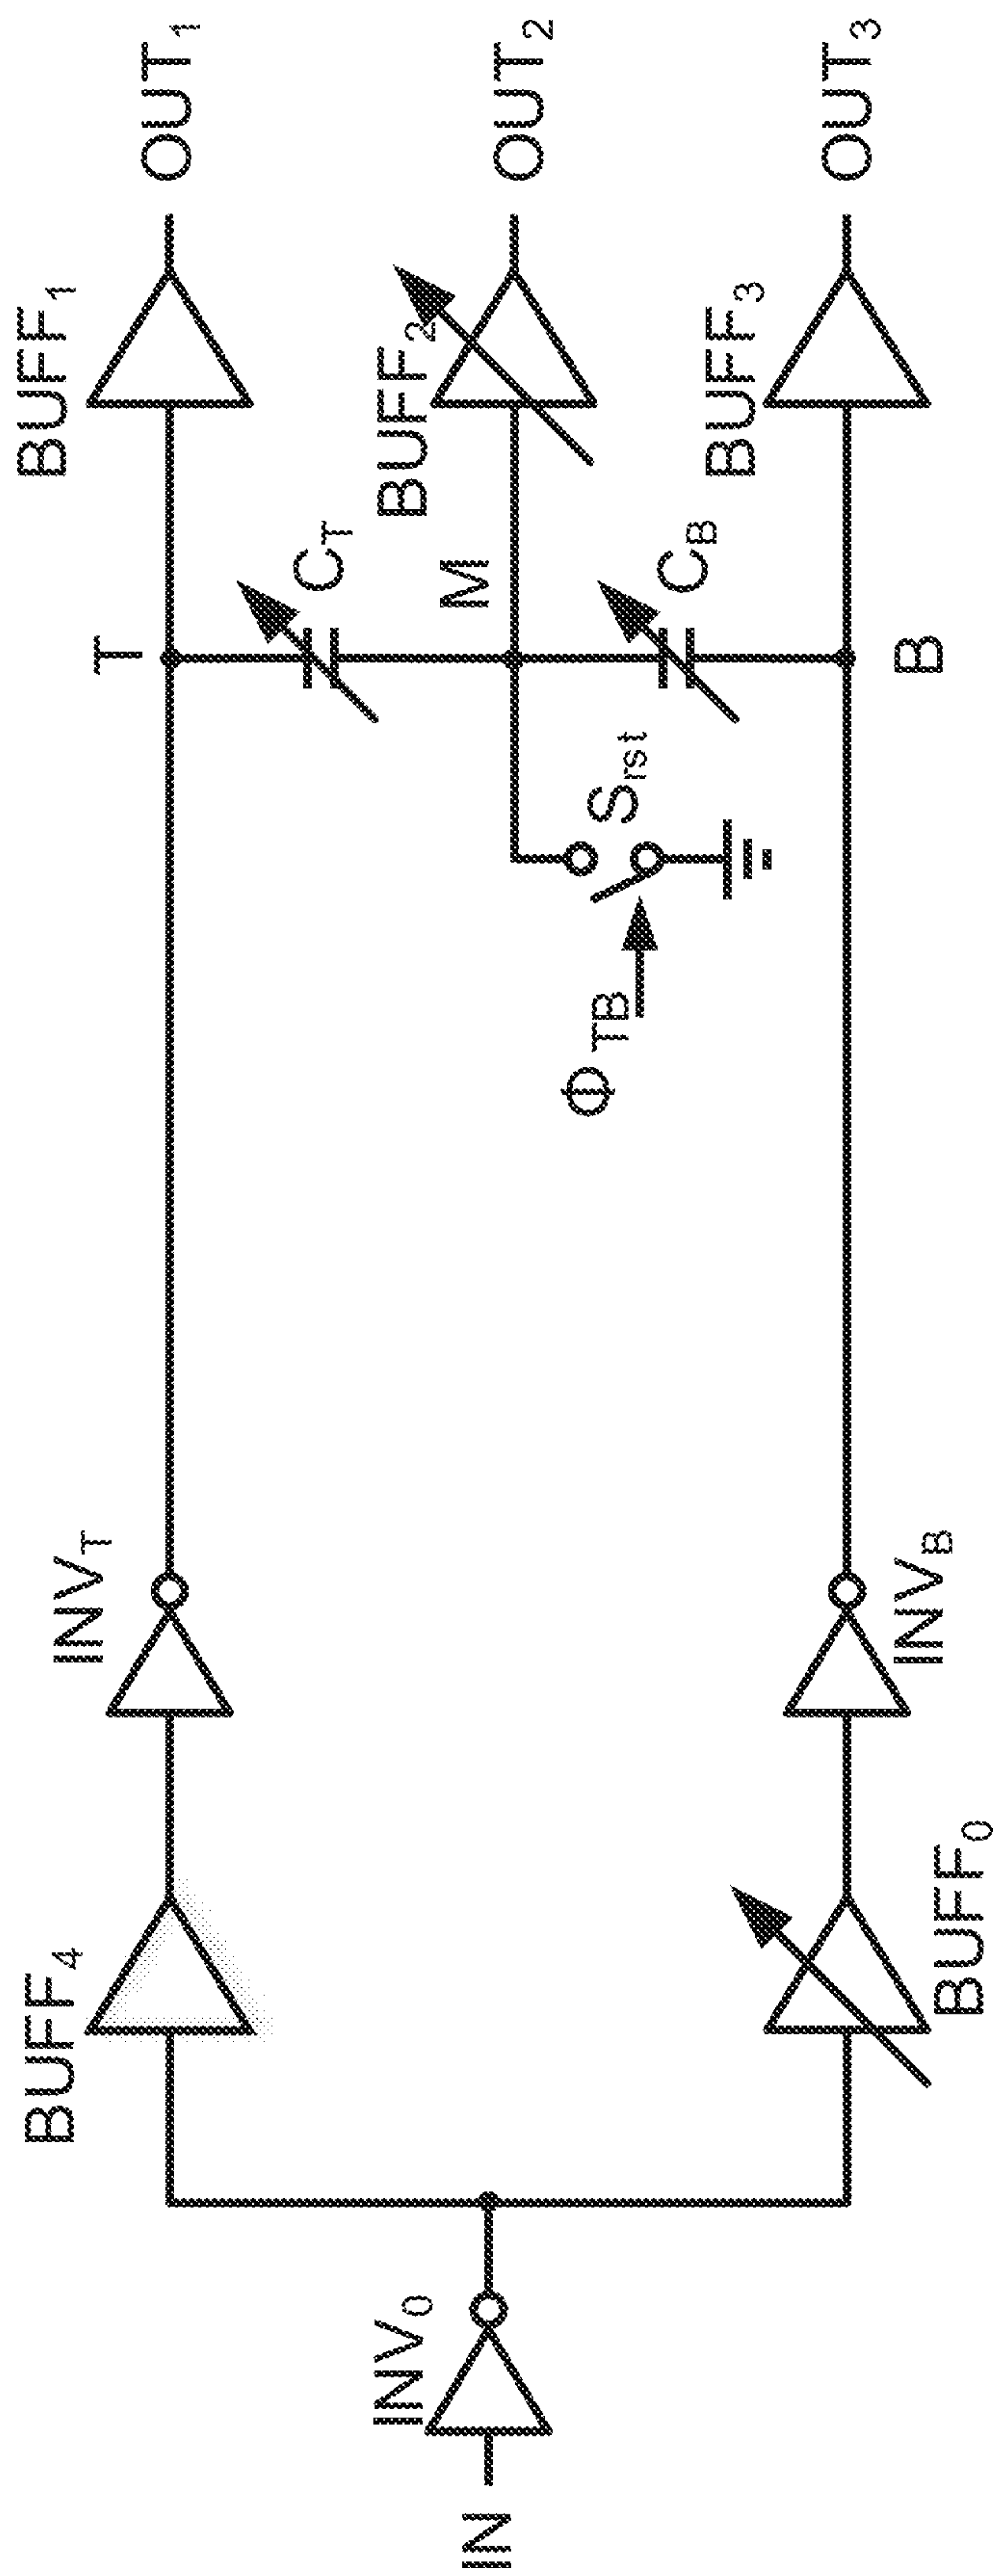 IN
INV0
BUFF4
BUFF0
INVT
INVB
ΦTB
Srst
T
CT
M
CB
B
BUFF1
BUFF2
BUFF3
OUT1
OUT2
OUT3